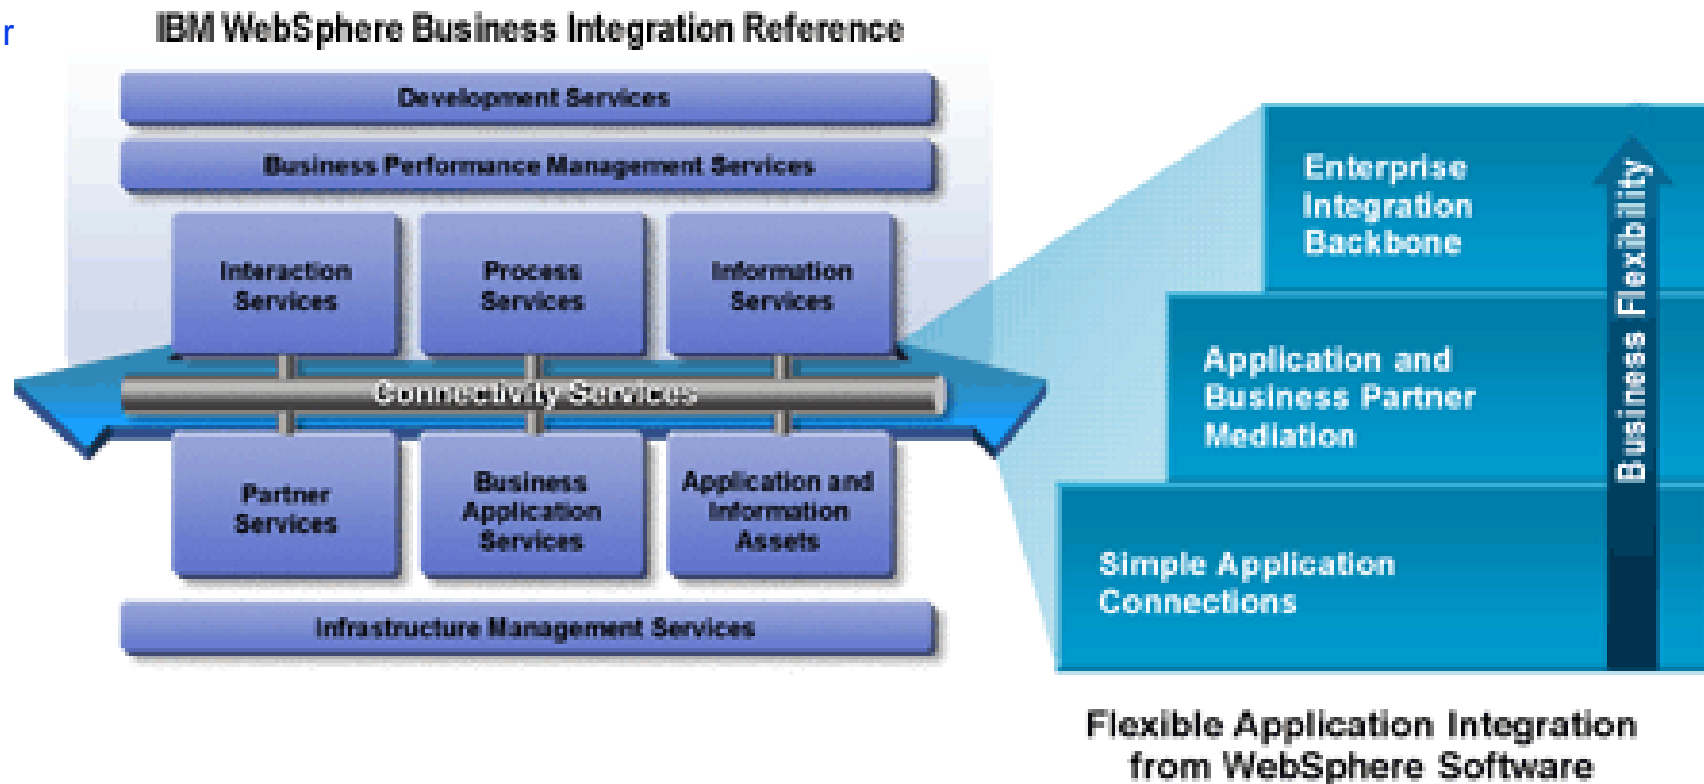 r
IBM WebSphere Business Integration Reference
Development Services
Business Performance Management Services
Interaction
Services
Process
Services
Information
Services
Connectivity Services
Partner
Services
Business
Application
Services
Application and
Information
Assets
Infrastructure Management Services
Enterprise
Integration
Backbone
Application and
Business Partner
Mediation
Simple Application
Connections
Business Flexibility
Flexible Application Integration
from WebSphere Software